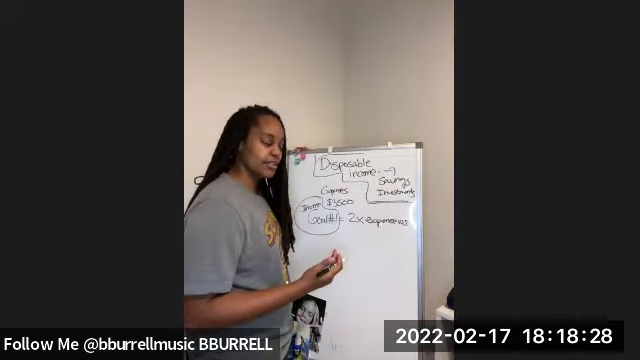 Disposable
income →
Savings
Investments
Expenses
Income $3500
Goal#1 = 2x expenses
Follow Me @bburrellmusic BBURRELL
2022-02-17 18:18:28